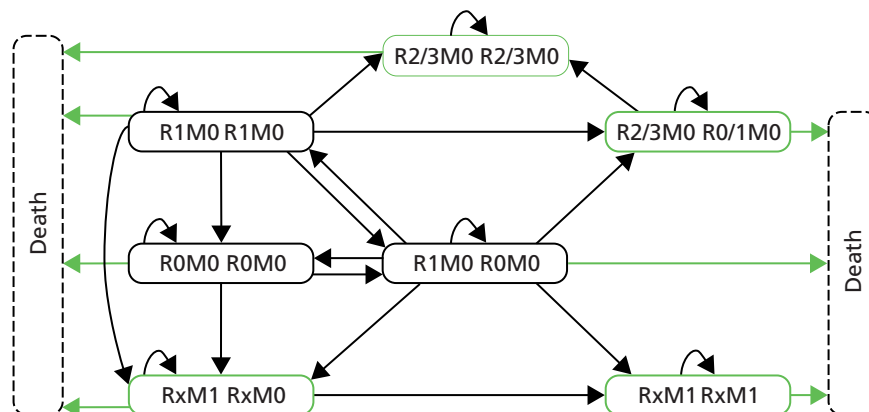 R2/3M0 R2/3M0
R1M0 R1M0
R2/3M0 R0/1M0
Death
R0M0 R0M0
R1M0 R0M0
Death
RxM1 RxM0
RxM1 RxM1